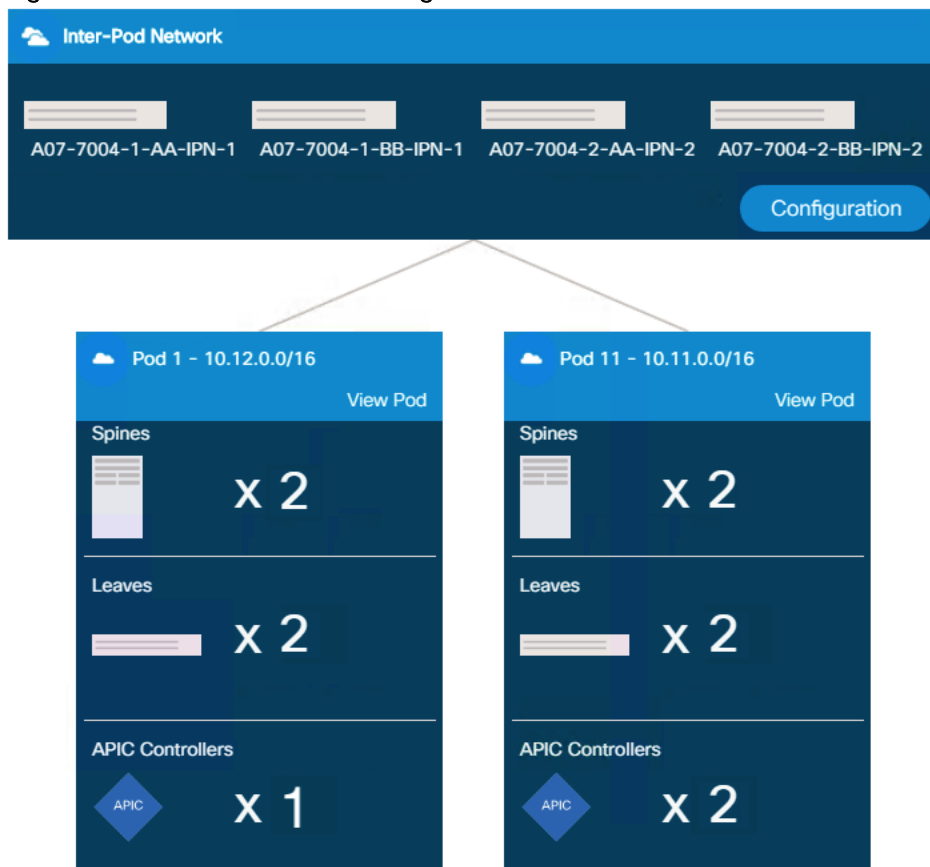 Inter-Pod Network
A07-7004-1-AA-IPN-1 A07-7004-1-BB-IPN-1 A07-7004-2-AA-IPN-2 A07-7004-2-BB-IPN-2
Configuration
Pod 1 - 10.12.0.0/16
View Pod
Spines
x 2
Leaves
x 2
APIC Controllers
APIC
x 1
Pod 11 - 10.11.0.0/16
View Pod
Spines
x 2
Leaves
x 2
APIC Controllers
APIC
x 2